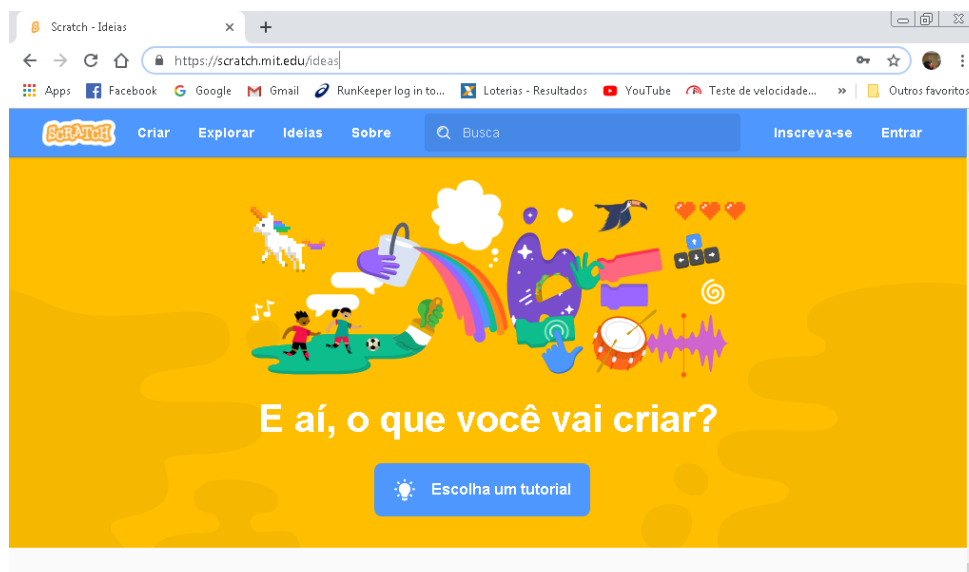 Scratch - Ideias
https://scratch.mit.edu/ideas
Apps Facebook Google Gmail RunKeeper log in to... Loterias - Resultados YouTube Teste de velocidade... » Outros favoritos
SCRATCH Criar Explorar Ideias Sobre Busca Inscreva-se Entrar
E aí, o que você vai criar?
Escolha um tutorial